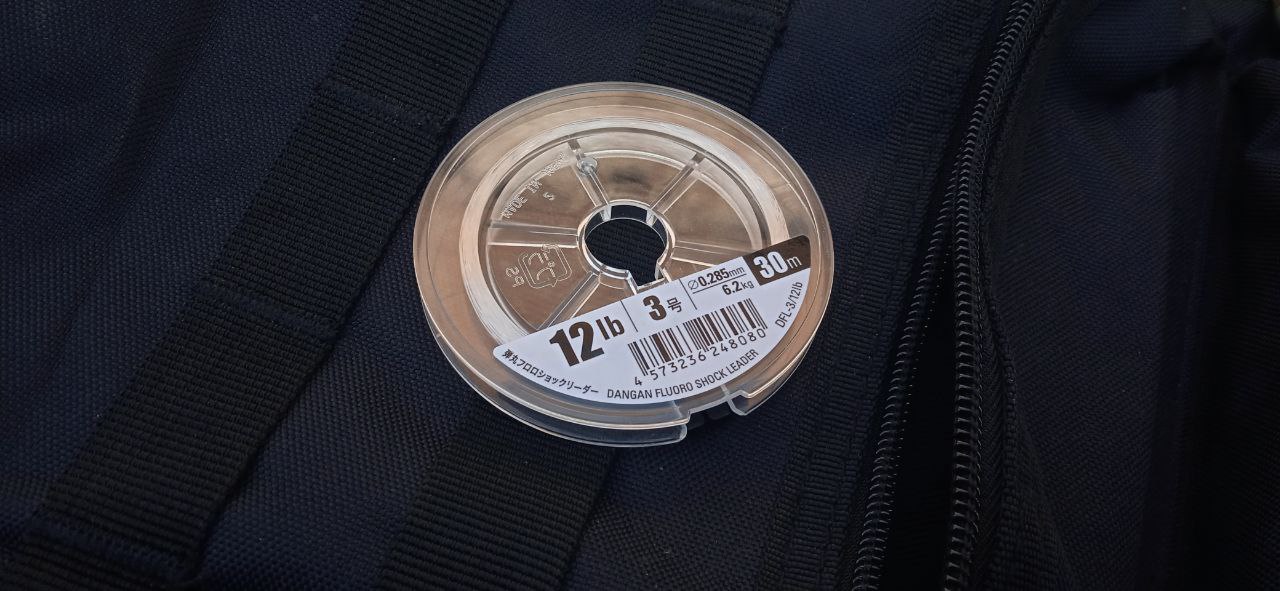 MADE IN
S
12lb
3号
∅0.285mm
6.2kg
30m
4 573236 248080
弾丸フロロショックリーダー
DANGAN FLUORO SHOCK LEADER
DFL-3/12lb